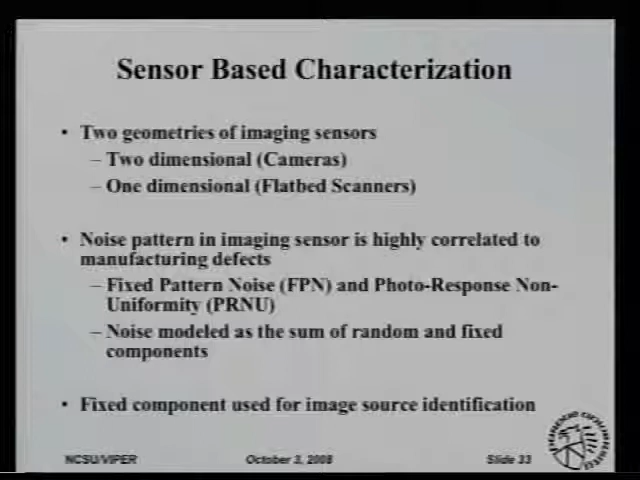 Sensor Based Characterization
• Two geometries of imaging sensors
– Two dimensional (Cameras)
– One dimensional (Flatbed Scanners)
• Noise pattern in imaging sensor is highly correlated to
manufacturing defects
– Fixed Pattern Noise (FPN) and Photo-Response Non-
Uniformity (PRNU)
– Noise modeled as the sum of random and fixed
components
• Fixed component used for image source identification
NCSU/VIPER October 3, 2008 Slide 33